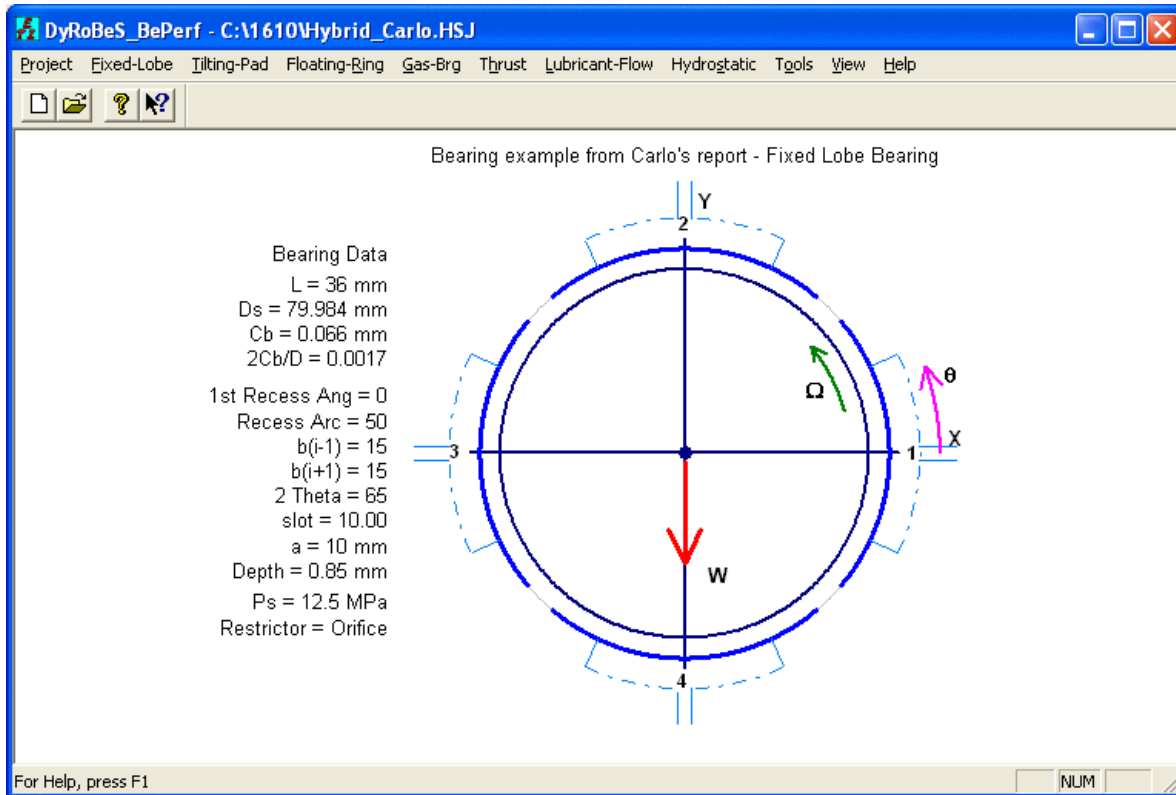 DyRoBeS_BePerf - C:\1610\Hybrid_Carlo.HSJ
Project Fixed-Lobe Tilting-Pad Floating-Ring Gas-Brg Thrust Lubricant-Flow Hydrostatic Tools View Help
Bearing example from Carlo's report - Fixed Lobe Bearing
Y
2
Bearing Data
L = 36 mm
Ds = 79.984 mm
Cb = 0.066 mm
2Cb/D = 0.0017
1st Recess Ang = 0
Recess Arc = 50
b(i-1) = 15
b(i+1) = 15
2 Theta = 65
slot = 10.00
a = 10 mm
Depth = 0.85 mm
Ps = 12.5 MPa
Restrictor = Orifice
θ
Ω
X
3
1
W
4
For Help, press F1
NUM